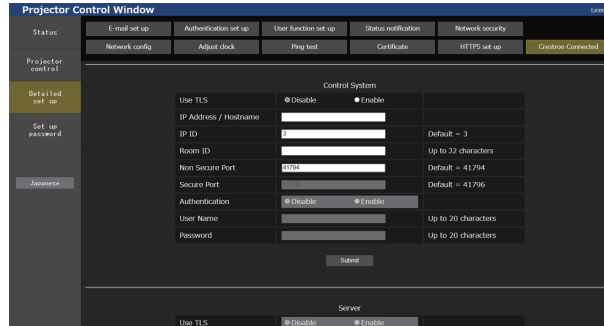 Projector Control Window
Status
Projector
control
Detailed
set up
Set up
password
Japanese
E-mail set up
Authentication set up
User function set up
Status notification
Network security
Network config
Adjust clock
Ping test
Certificate
HTTPS set up
Crestron Connected
Control System
Use TLS Disable Enable
IP Address / Hostname
IP ID 3 Default = 3
Room ID Up to 32 characters
Non Secure Port 41794 Default = 41794
Secure Port Default = 41796
Authentication Disable Enable
User Name Up to 20 characters
Password Up to 20 characters
Submit
Server
Use TLS Disable Enable